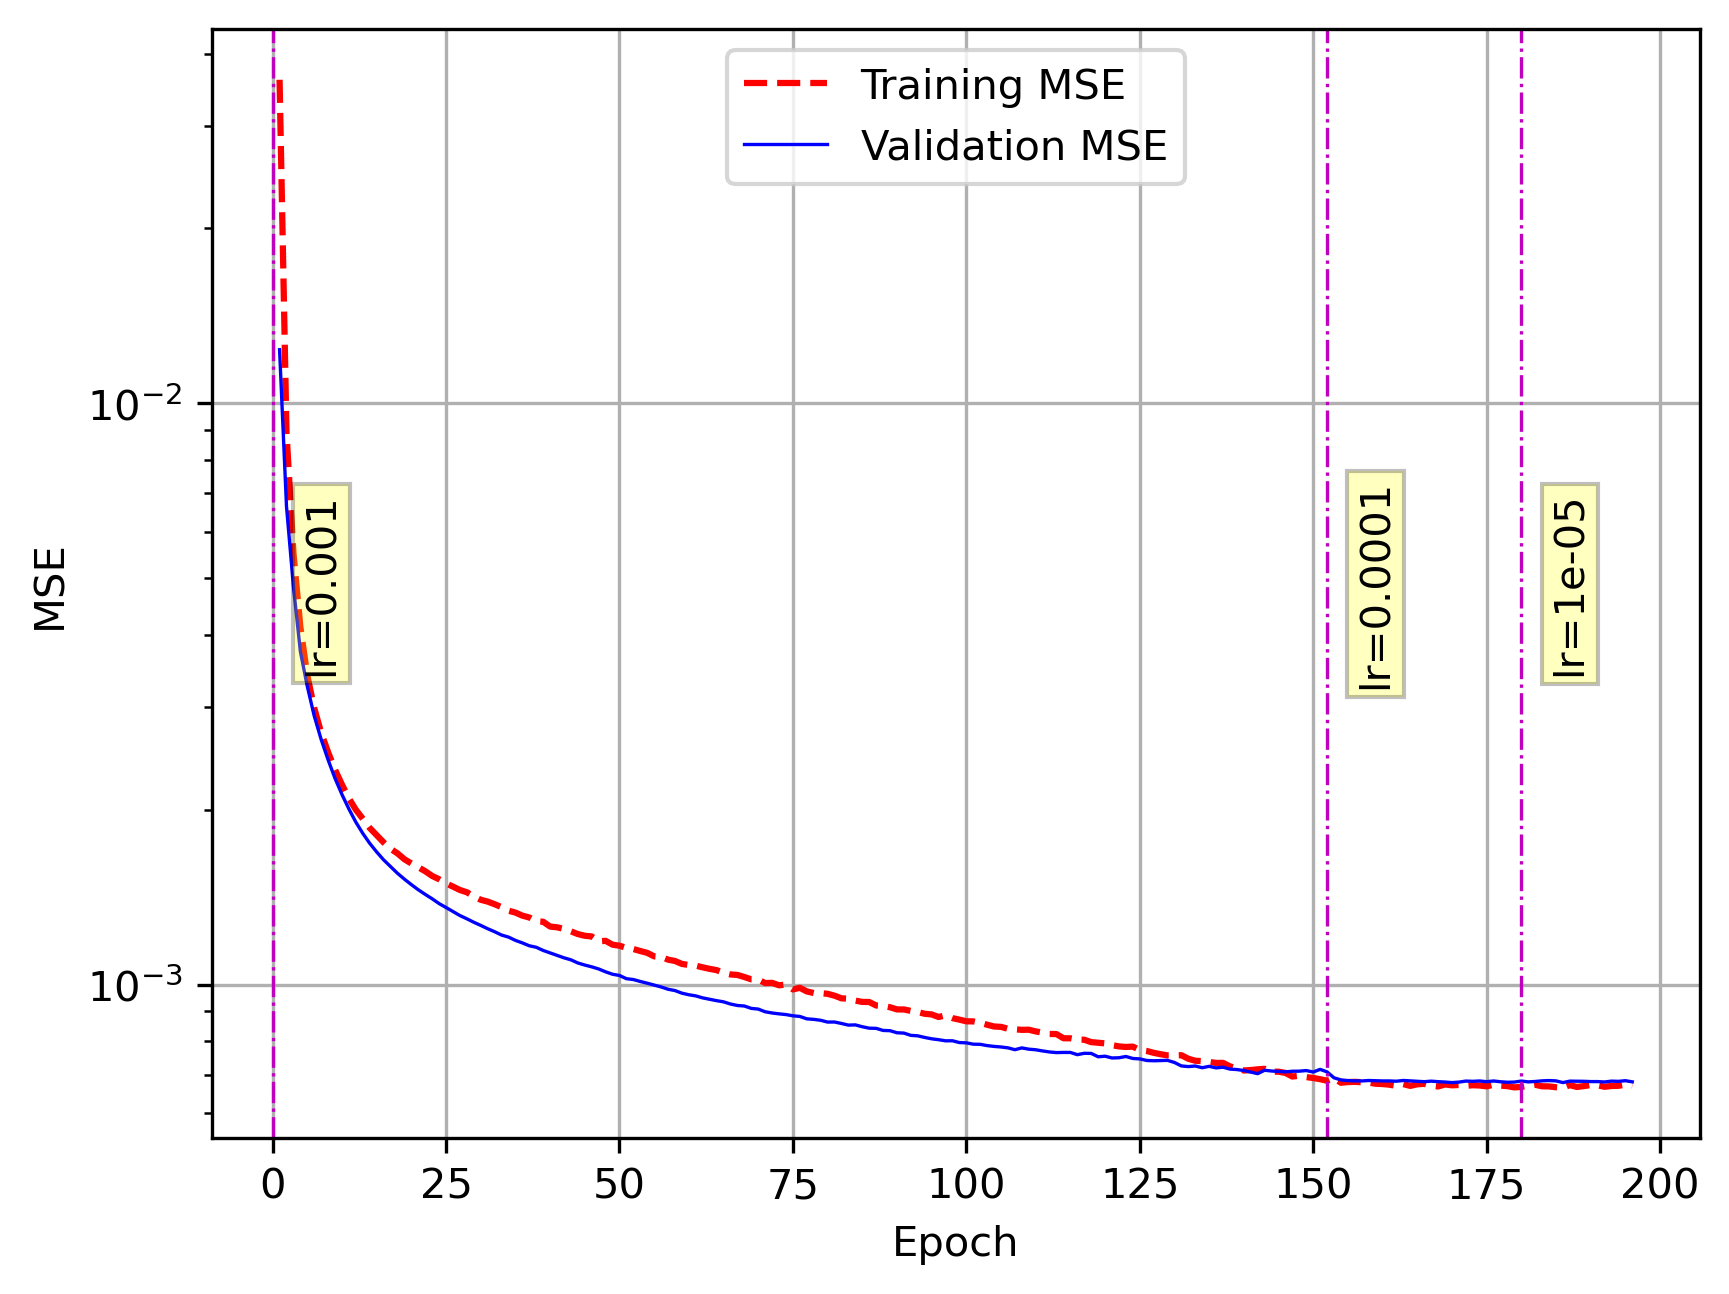 Training MSE
Validation MSE
10⁻²
10⁻³
MSE
lr=0.001
lr=0.0001
lr=1e-05
0 25 50 75 100 125 150 175 200
Epoch